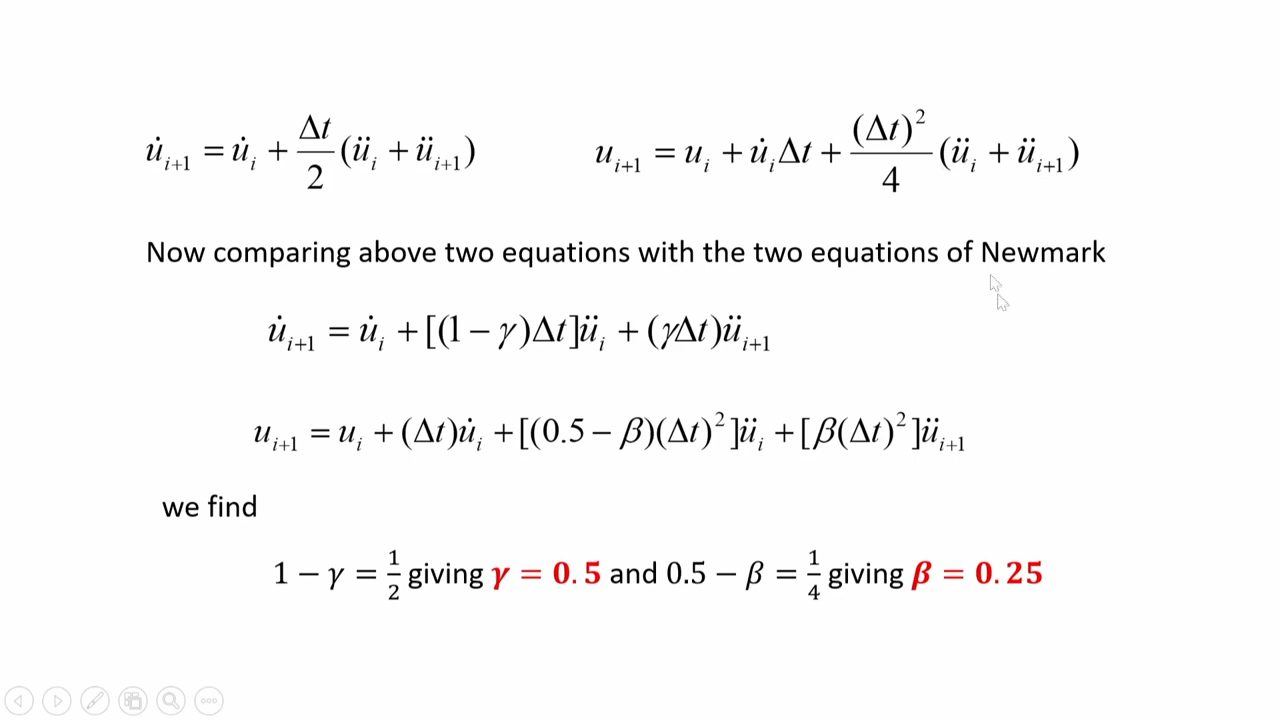 u̇ᵢ₊₁ = u̇ᵢ + Δt/2 (üᵢ + üᵢ₊₁)   uᵢ₊₁ = uᵢ + u̇ᵢΔt + (Δt)²/4 (üᵢ + üᵢ₊₁)
Now comparing above two equations with the two equations of Newmark
u̇ᵢ₊₁ = u̇ᵢ + [(1 − γ)Δt]üᵢ + (γΔt)üᵢ₊₁
uᵢ₊₁ = uᵢ + (Δt)u̇ᵢ + [(0.5 − β)(Δt)²]üᵢ + [β(Δt)²]üᵢ₊₁
we find
1 − γ = 1/2 giving γ = 0.5 and 0.5 − β = 1/4 giving β = 0.25